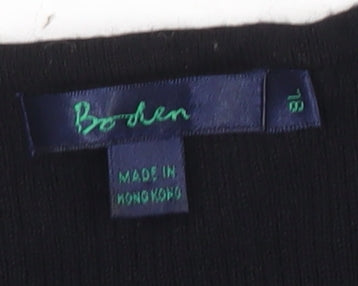 Boden
18
MADE IN
HONG KONG